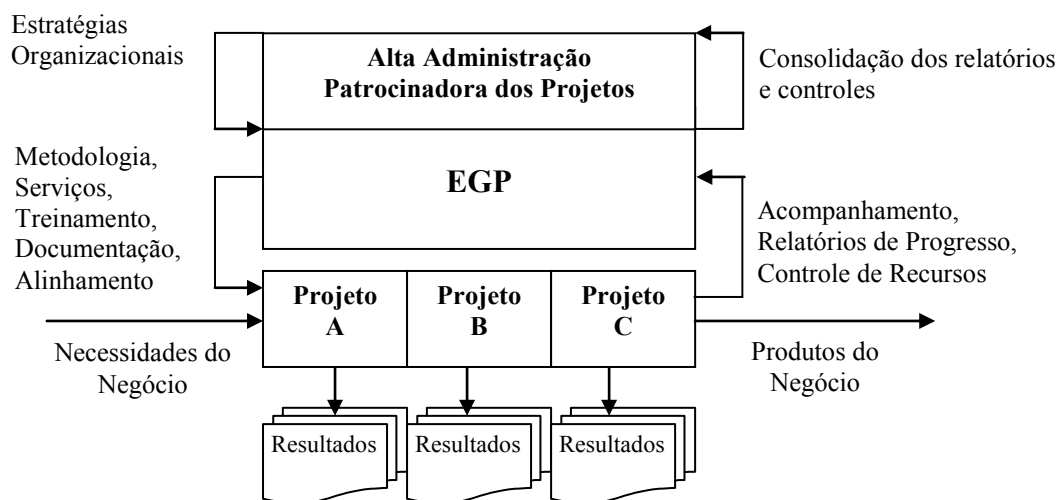 Estratégias
Organizacionais
Alta Administração
Patrocinadora dos Projetos
Consolidação dos relatórios
e controles
Metodologia,
Serviços,
Treinamento,
Documentação,
Alinhamento
EGP
Acompanhamento,
Relatórios de Progresso,
Controle de Recursos
Projeto
A
Projeto
B
Projeto
C
Necessidades do
Negócio
Produtos do
Negócio
Resultados
Resultados
Resultados